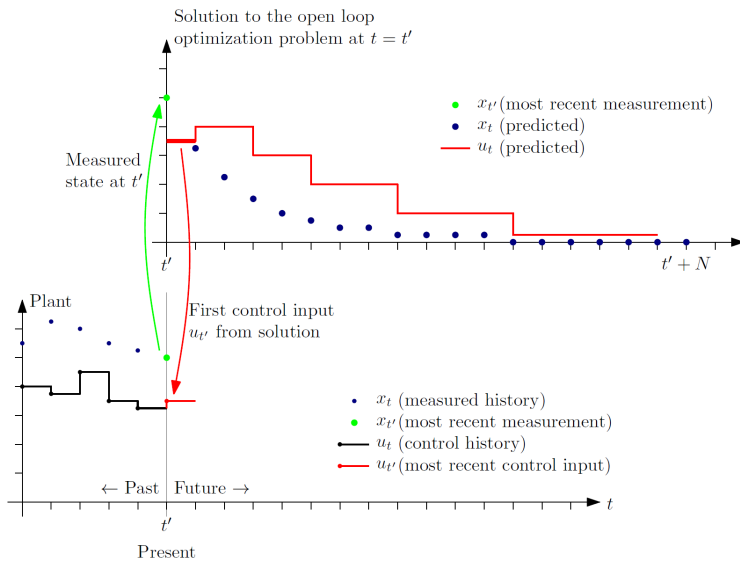 Solution to the open loop
optimization problem at t = t′
x_{t′}(most recent measurement)
x_t (predicted)
u_t (predicted)
Measured
state at t′
t′
t′ + N
Plant
First control input
u_{t′} from solution
x_t (measured history)
x_{t′}(most recent measurement)
u_t (control history)
u_{t′}(most recent control input)
← Past Future →
t
t′
Present